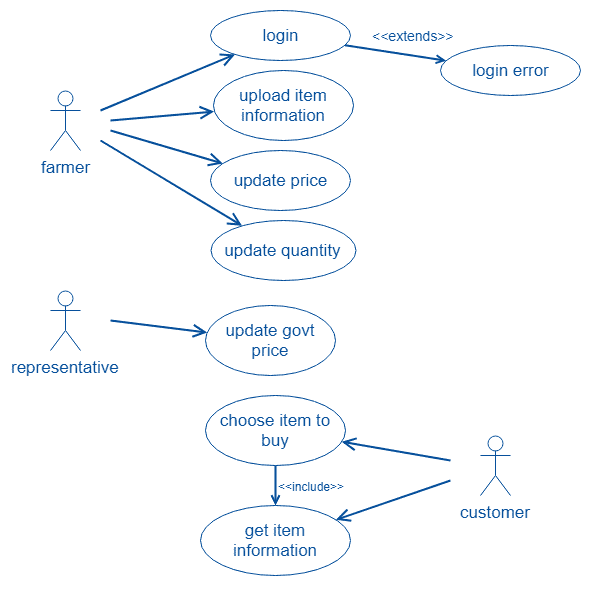 login
<<extends>>
login error
upload item
information
farmer
update price
update quantity
update govt
price
representative
choose item to
buy
<<include>>
customer
get item
information